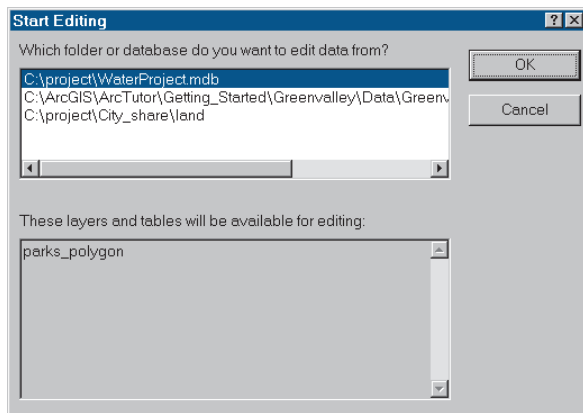 Start Editing
Which folder or database do you want to edit data from?
C:\project\WaterProject.mdb
C:\ArcGIS\ArcTutor\Getting_Started\Greenvalley\Data\Greenv
C:\project\City_share\land
OK
Cancel
These layers and tables will be available for editing:
parks_polygon